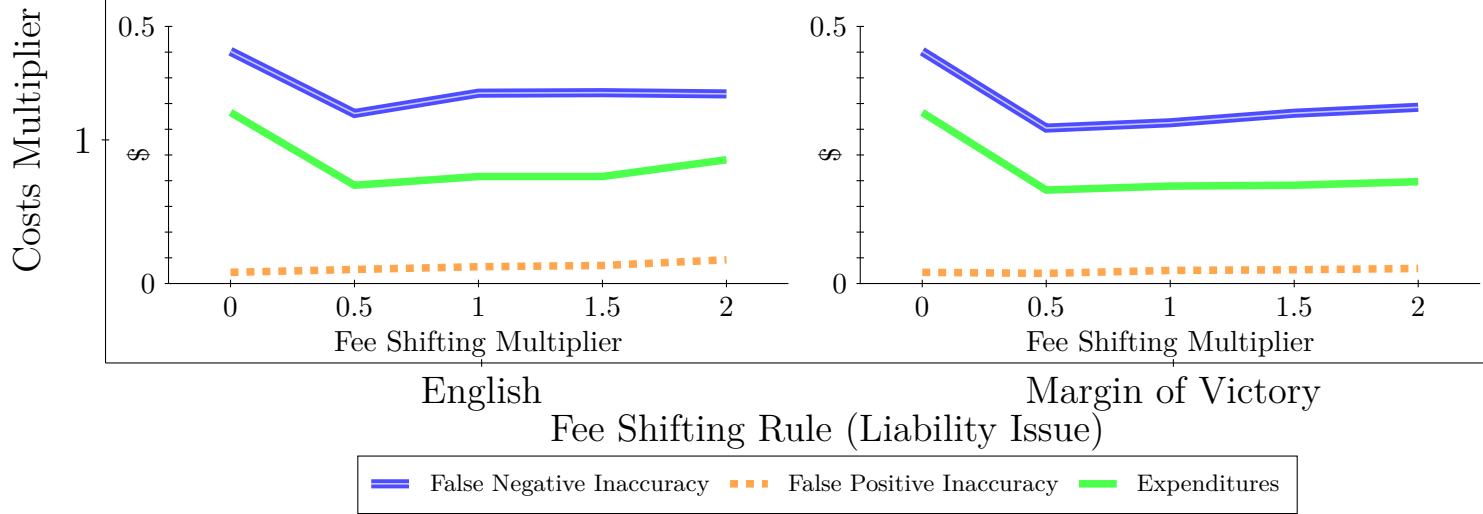 Costs Multiplier
1
0.5
$
0
0 0.5 1 1.5 2
Fee Shifting Multiplier
English
0.5
$
0
0 0.5 1 1.5 2
Fee Shifting Multiplier
Margin of Victory
Fee Shifting Rule (Liability Issue)
False Negative Inaccuracy False Positive Inaccuracy Expenditures